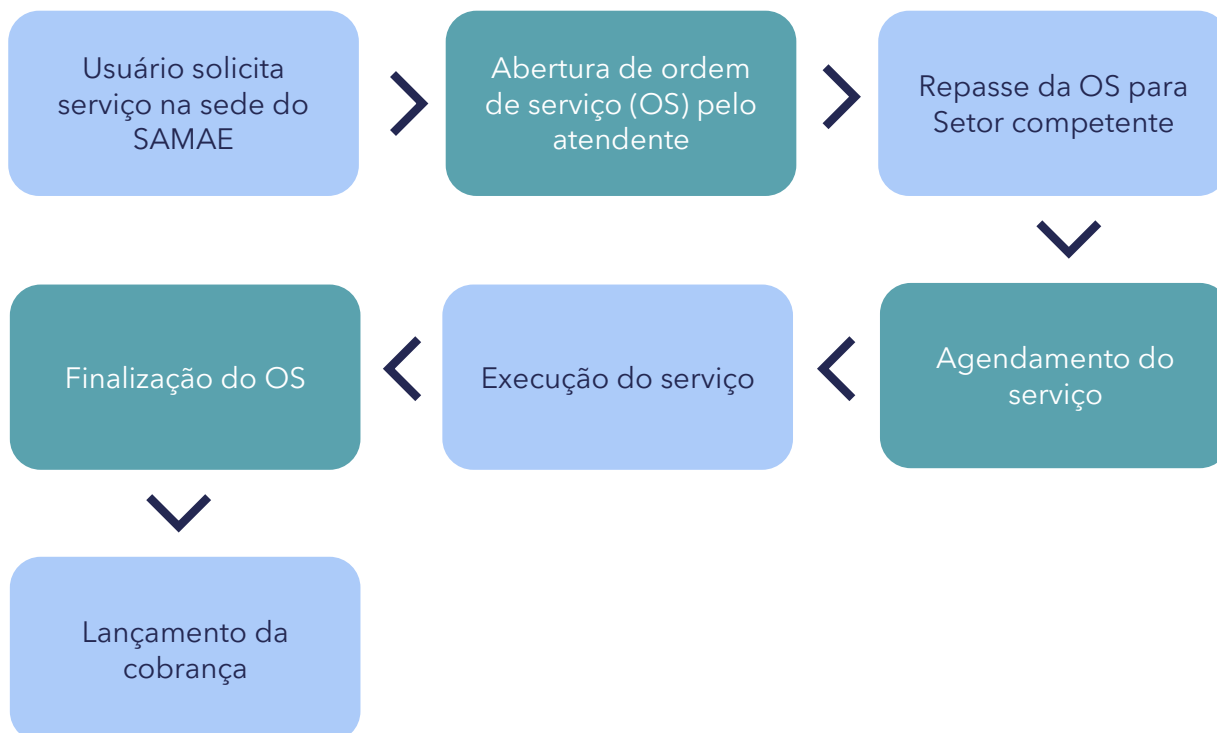 Usuário solicita
serviço na sede do
SAMAE
Abertura de ordem
de serviço (OS) pelo
atendente
Repasse da OS para
Setor competente
Agendamento do
serviço
Execução do serviço
Finalização do OS
Lançamento da
cobrança